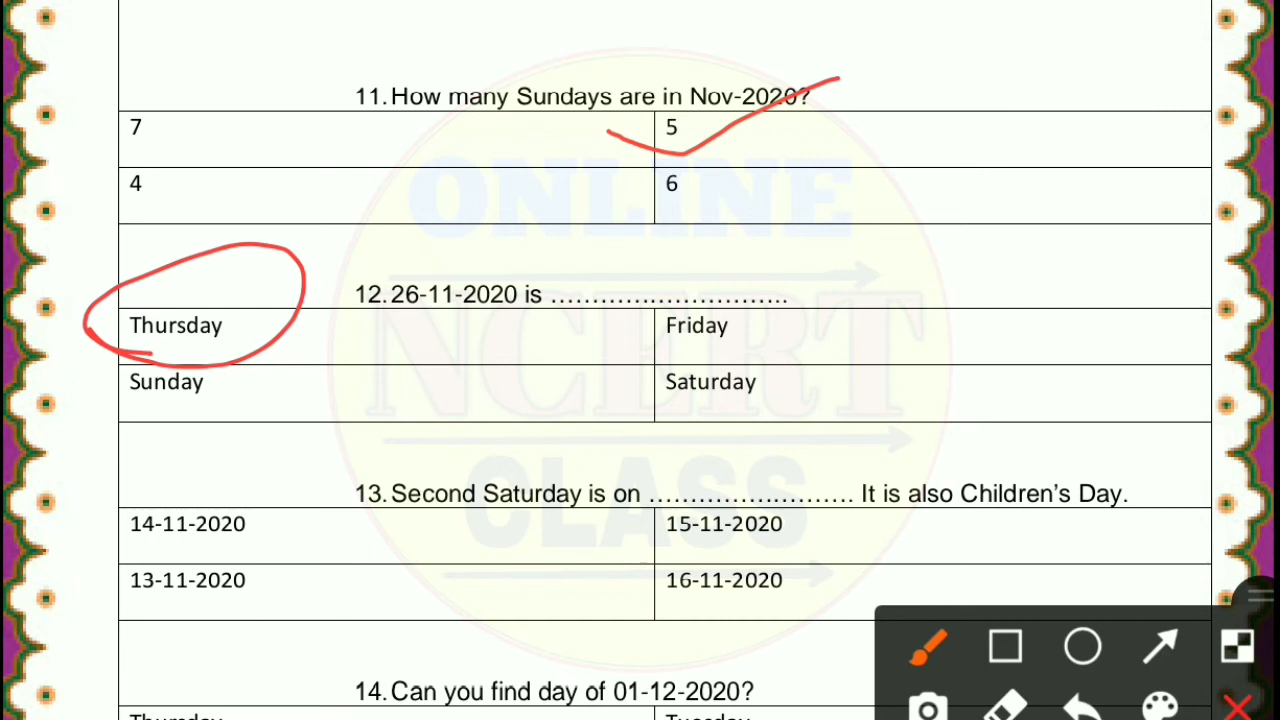 11. How many Sundays are in Nov-2020?
7 5
4 6
12. 26-11-2020 is ………………………….
Thursday Friday
Sunday Saturday
13. Second Saturday is on ……………………. It is also Children’s Day.
14-11-2020 15-11-2020
13-11-2020 16-11-2020
14. Can you find day of 01-12-2020?
Thursday Tuesday
ONLINE
NCERT
CLASS